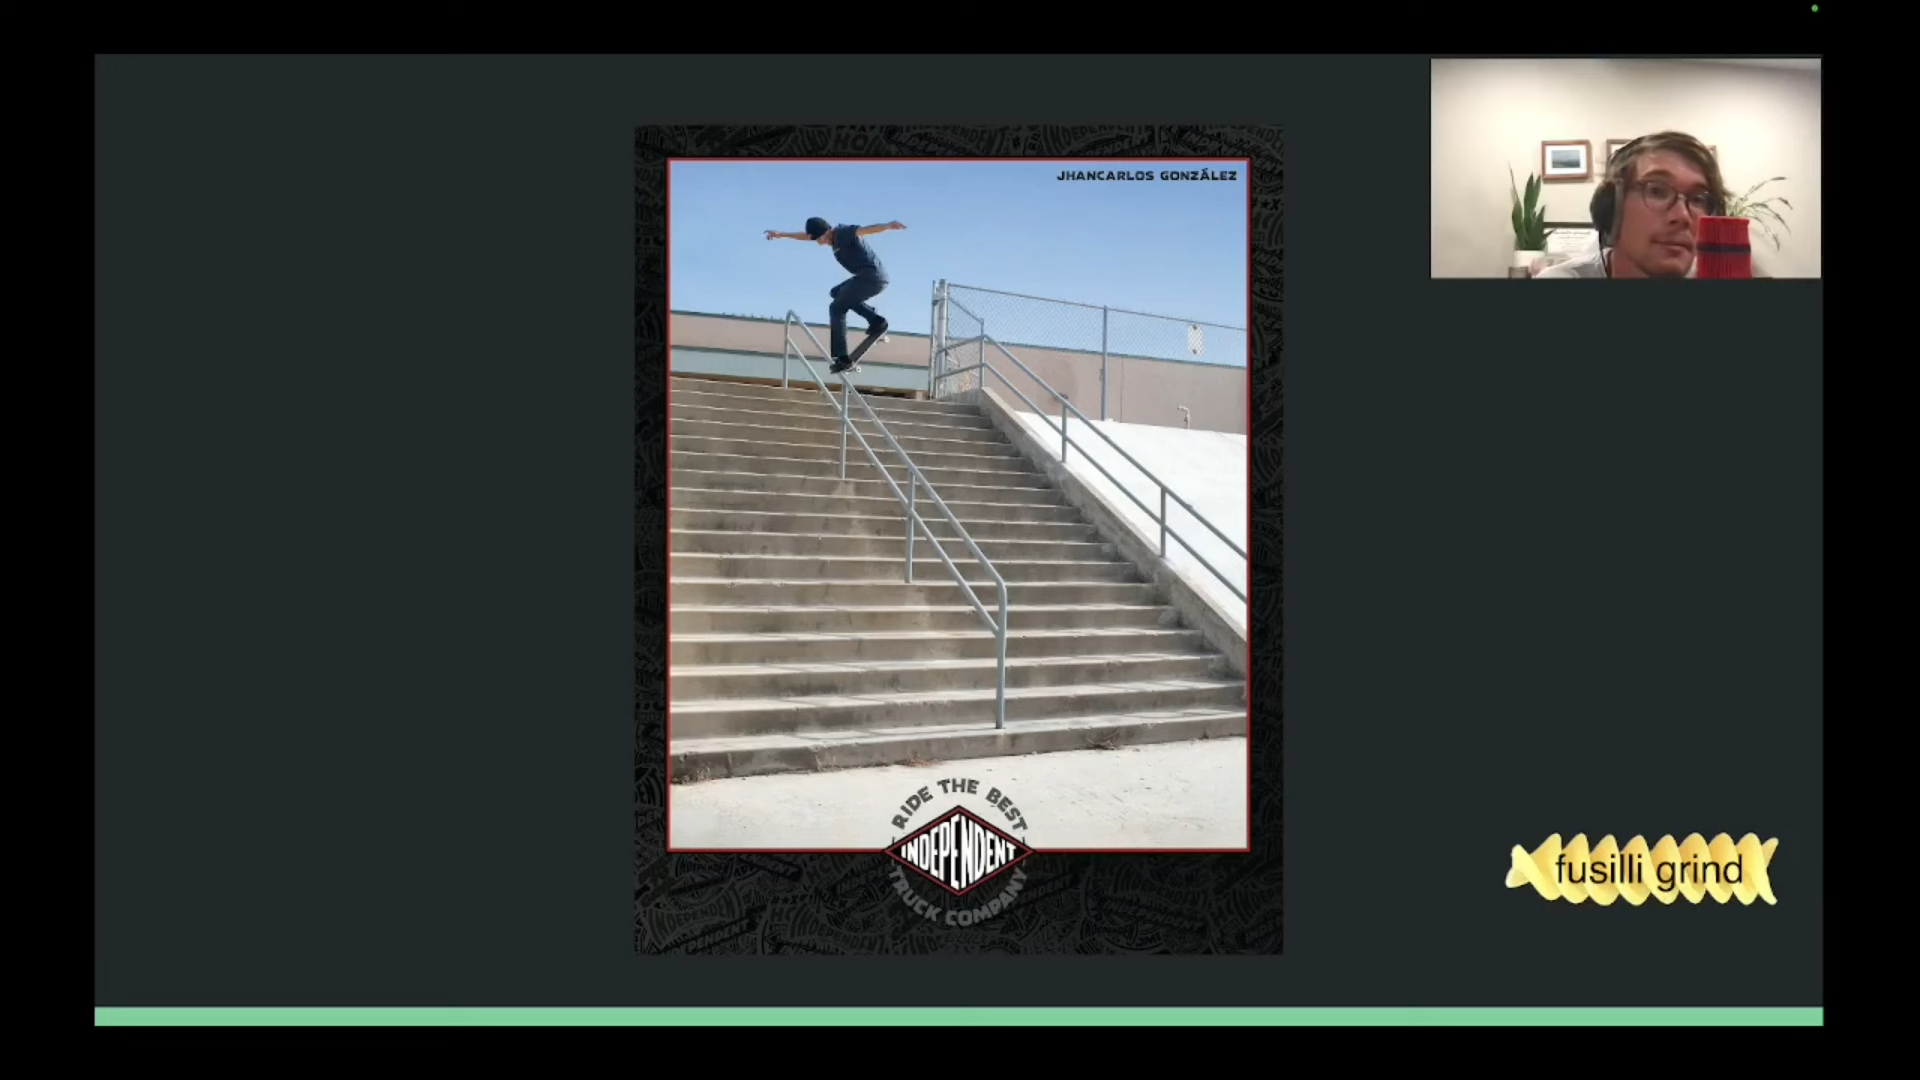 JHANCARLOS GONZÁLEZ
RIDE THE BEST
INDEPENDENT
TRUCK COMPANY
fusilli grind